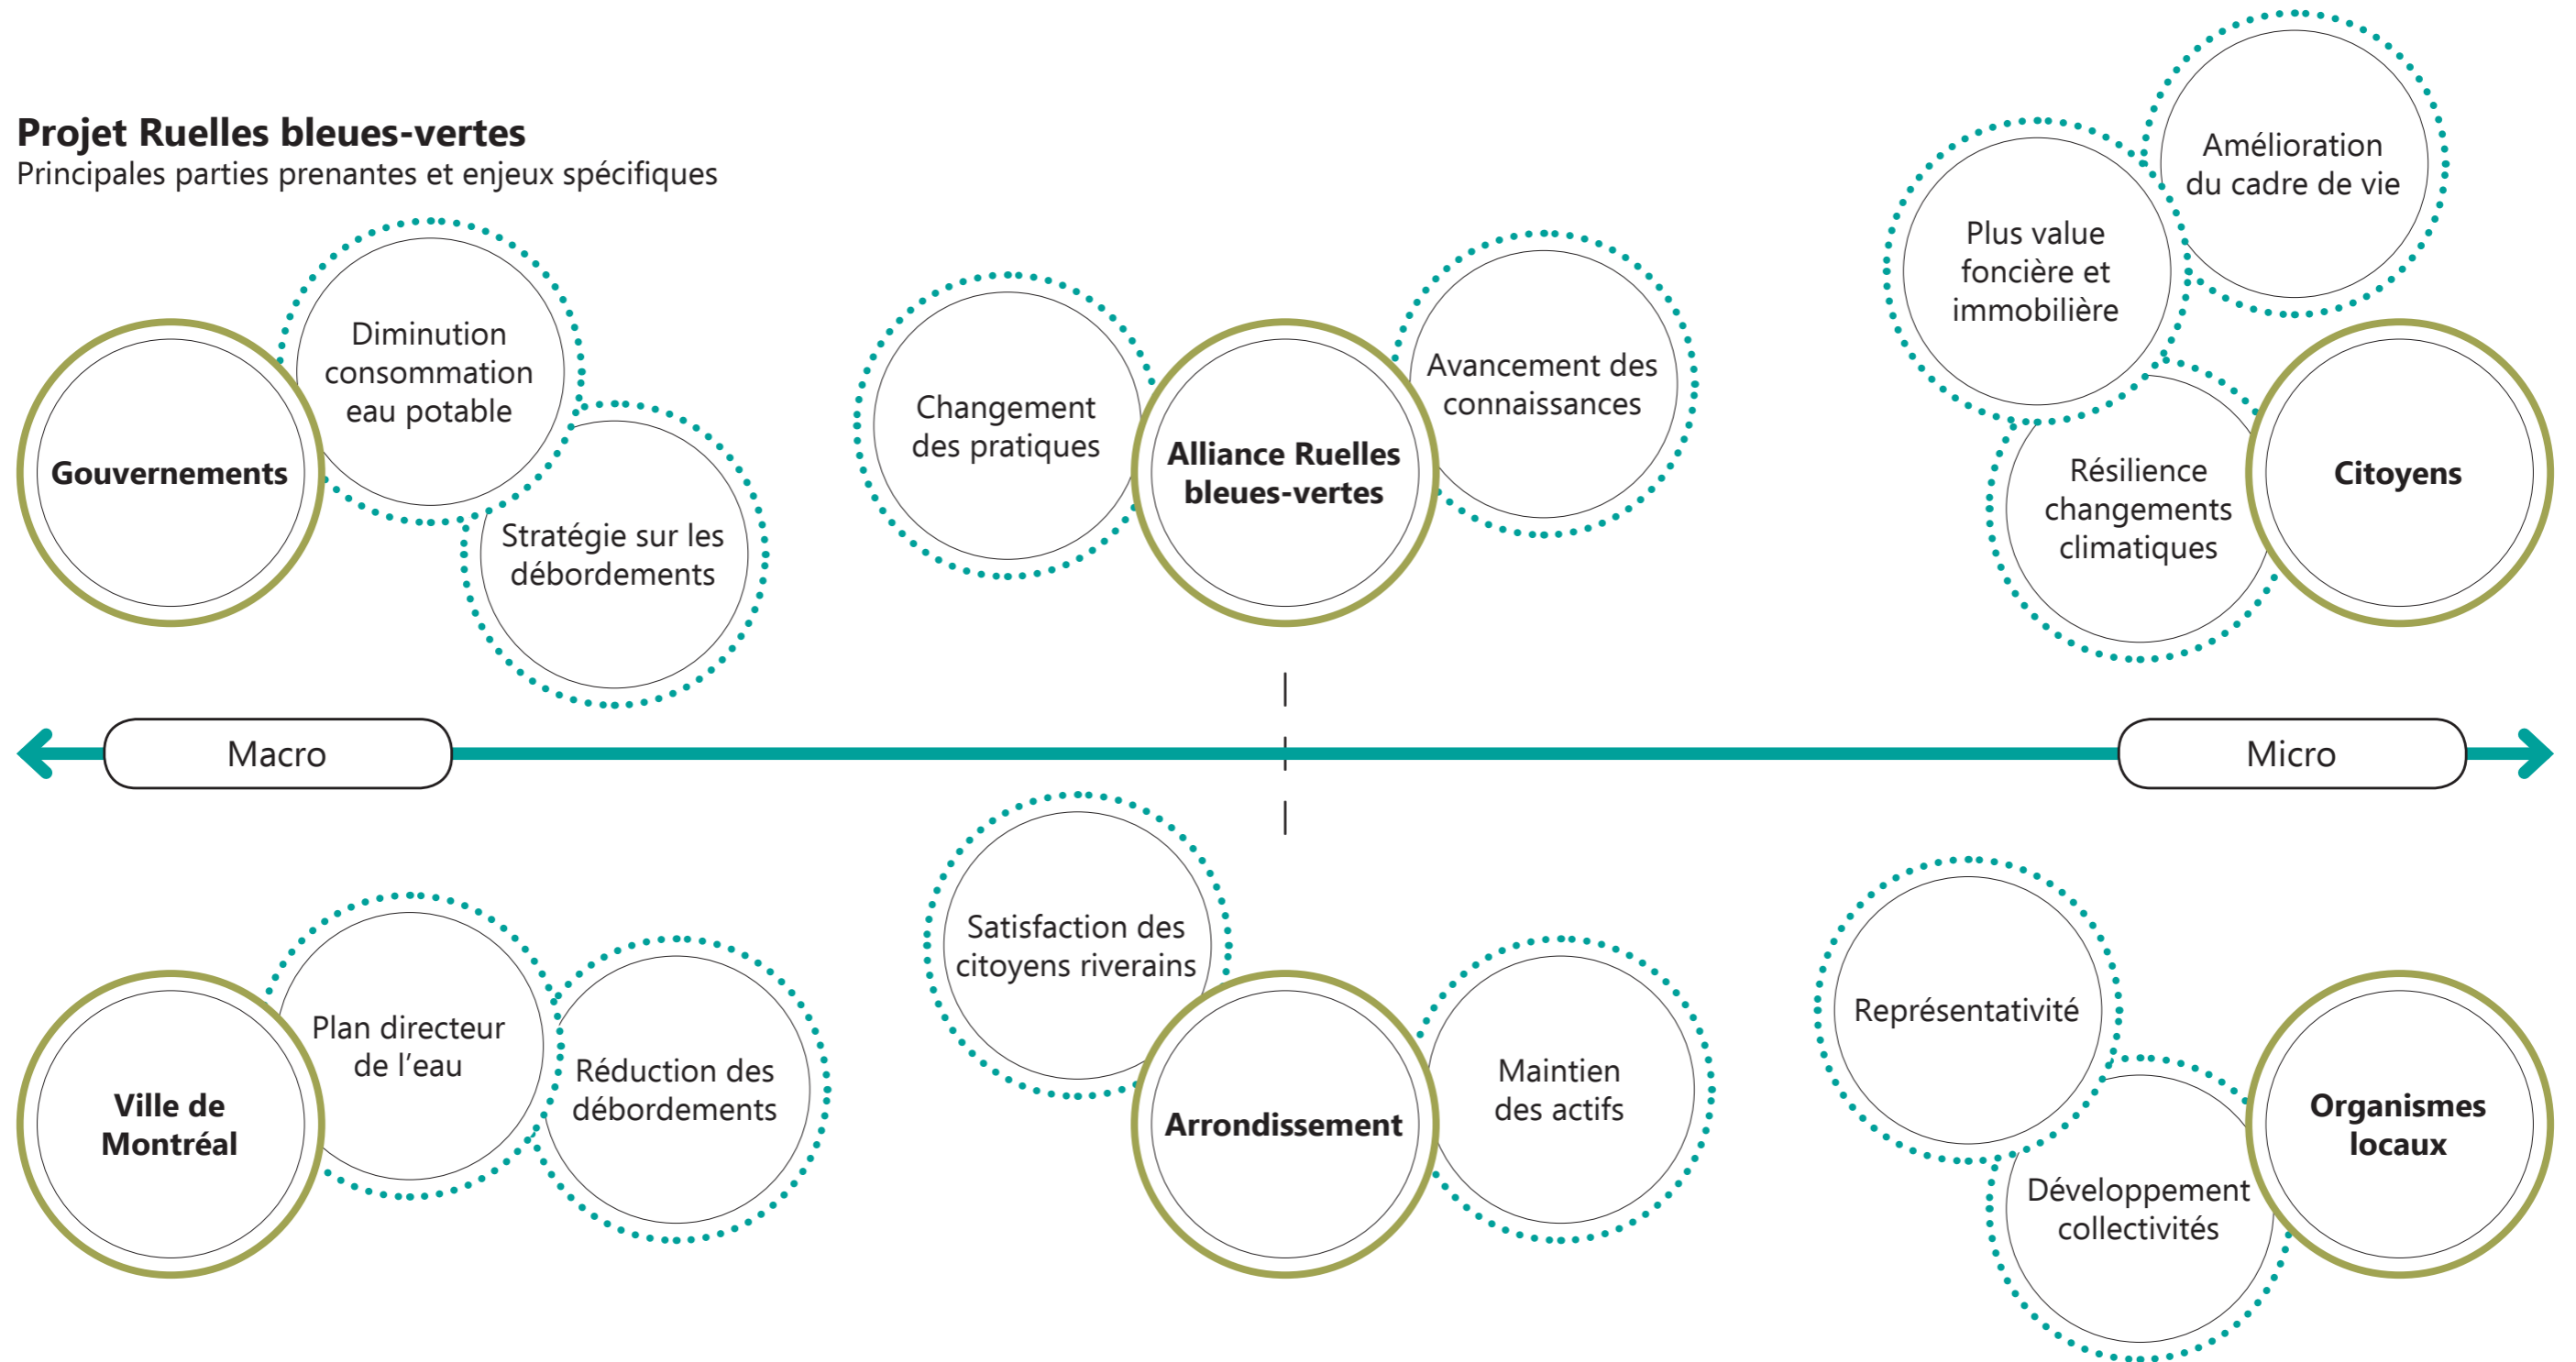 Projet Ruelles bleues-vertes
Principales parties prenantes et enjeux spécifiques
Gouvernements
Diminution
consommation
eau potable
Stratégie sur les
débordements
Changement
des pratiques
Alliance Ruelles
bleues-vertes
Avancement des
connaissances
Plus value
foncière et
immobilière
Amélioration
du cadre de vie
Résilience
changements
climatiques
Citoyens
Macro
Micro
Ville de
Montréal
Plan directeur
de l'eau
Réduction des
débordements
Satisfaction des
citoyens riverains
Arrondissement
Maintien
des actifs
Représentativité
Développement
collectivités
Organismes
locaux